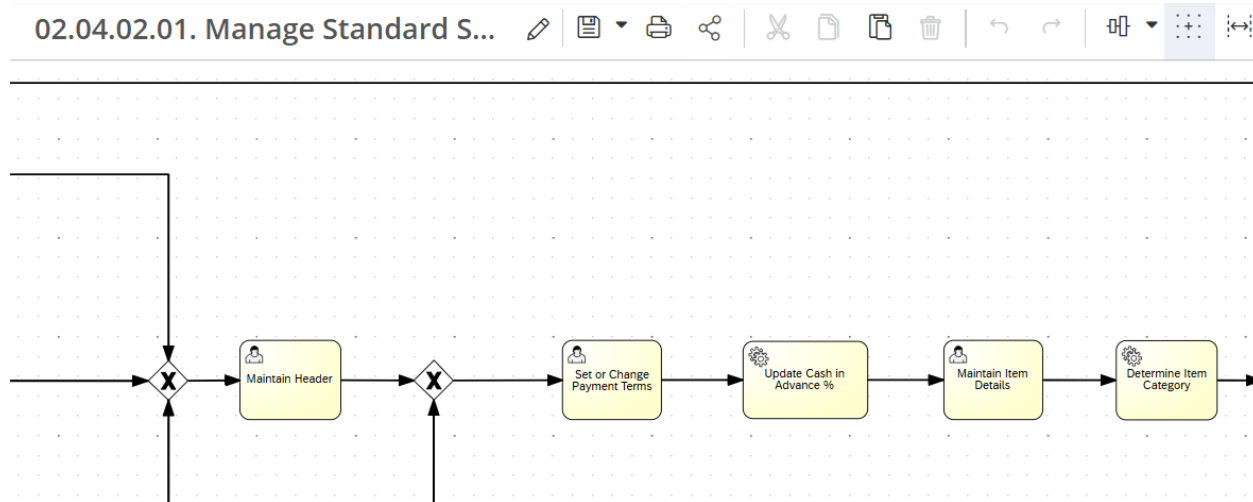 02.04.02.01. Manage Standard S...
Maintain Header
Set or Change
Payment Terms
Update Cash in
Advance %
Maintain Item
Details
Determine Item
Category